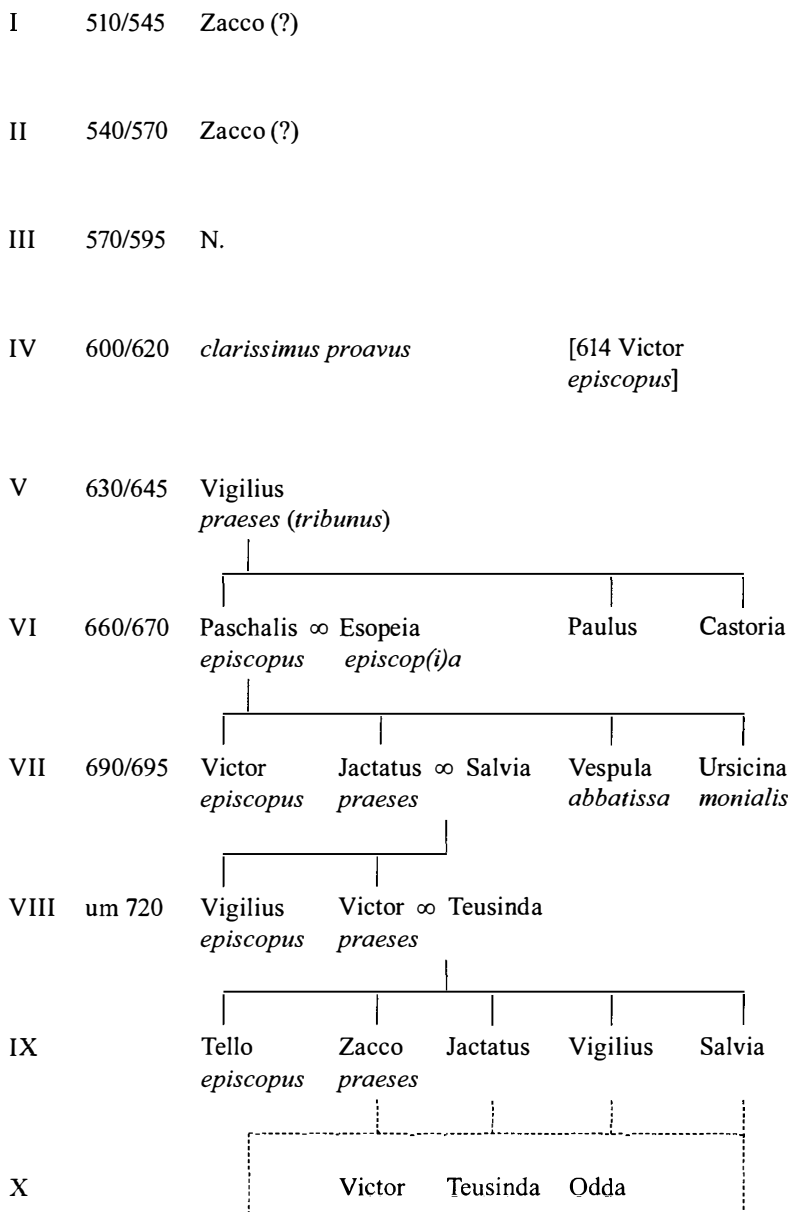 I 510/545 Zacco (?)
II 540/570 Zacco (?)
III 570/595 N.
IV 600/620 clarissimus proavus [614 Victor
episcopus]
V 630/645 Vigilius
praeses (tribunus)
VI 660/670 Paschalis ∞ Esopeia Paulus Castoria
episcopus episcop(i)a
VII 690/695 Victor Jactatus ∞ Salvia Vespula Ursicina
episcopus praeses abbatissa monialis
VIII um 720 Vigilius Victor ∞ Teusinda
episcopus praeses
IX Tello Zacco Jactatus Vigilius Salvia
episcopus praeses
X Victor Teusinda Odda